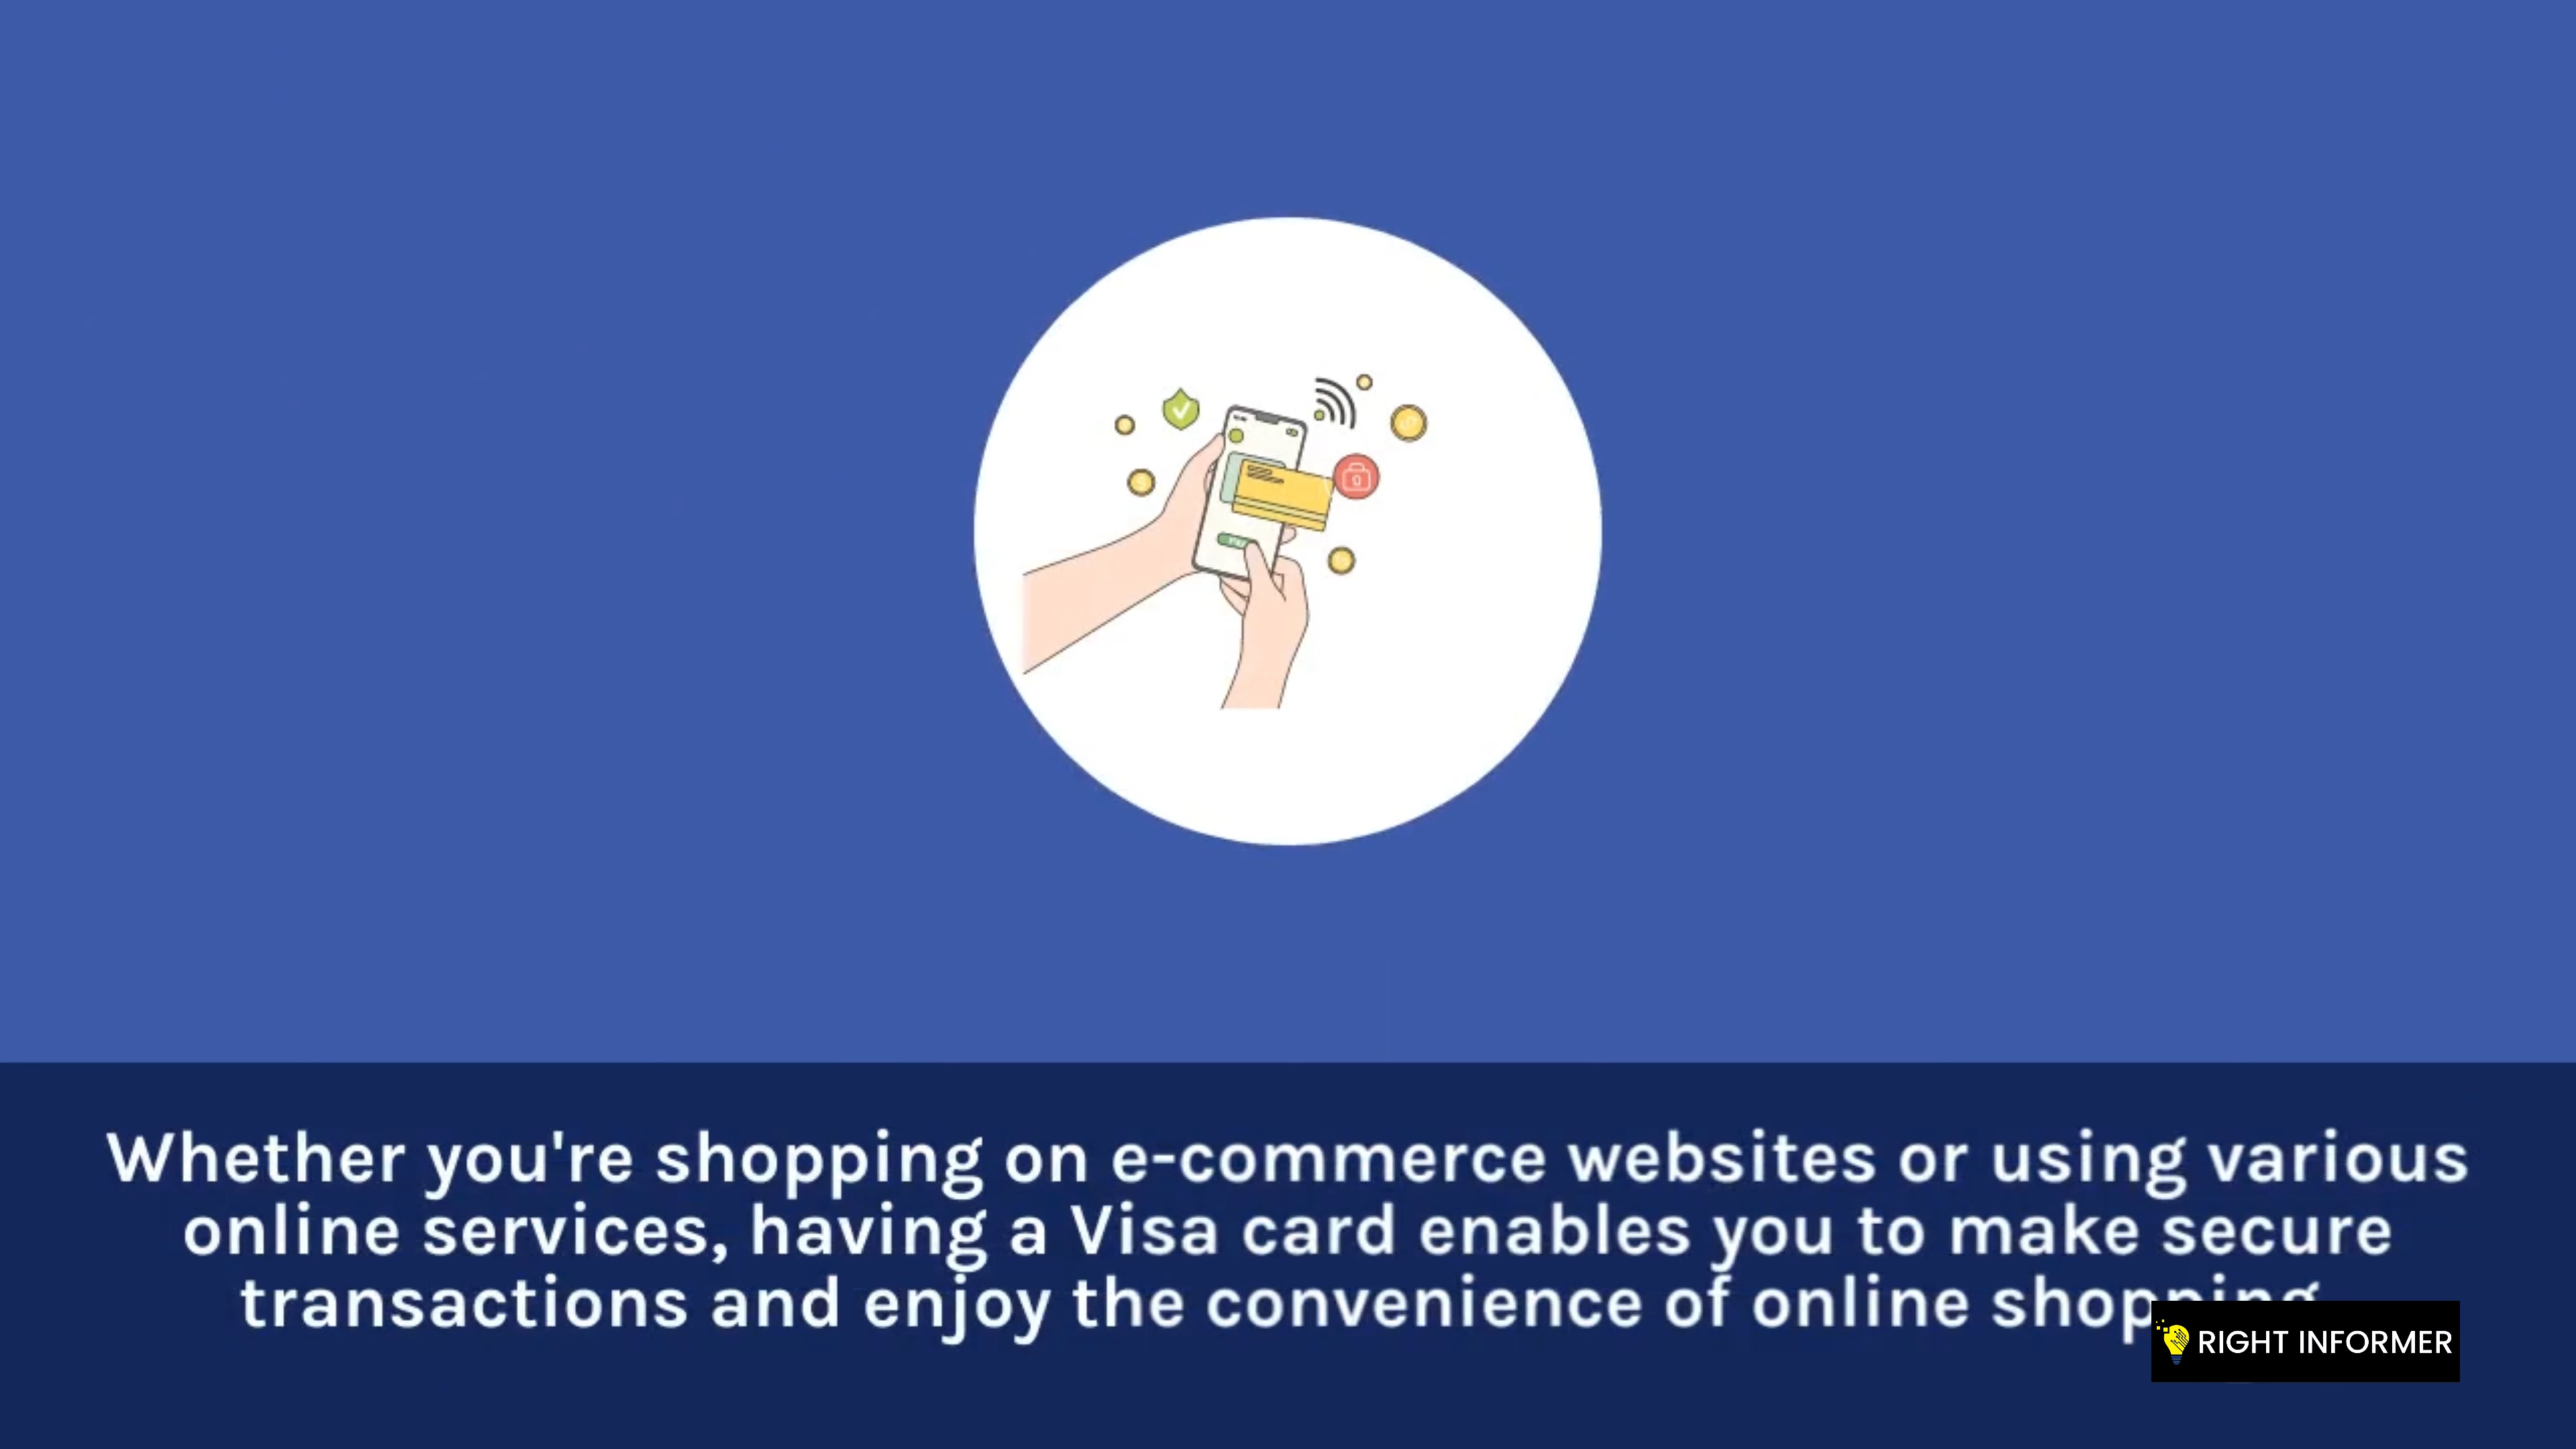 Whether you're shopping on e-commerce websites or using various
online services, having a Visa card enables you to make secure
transactions and enjoy the convenience of online shopping
RIGHT INFORMER